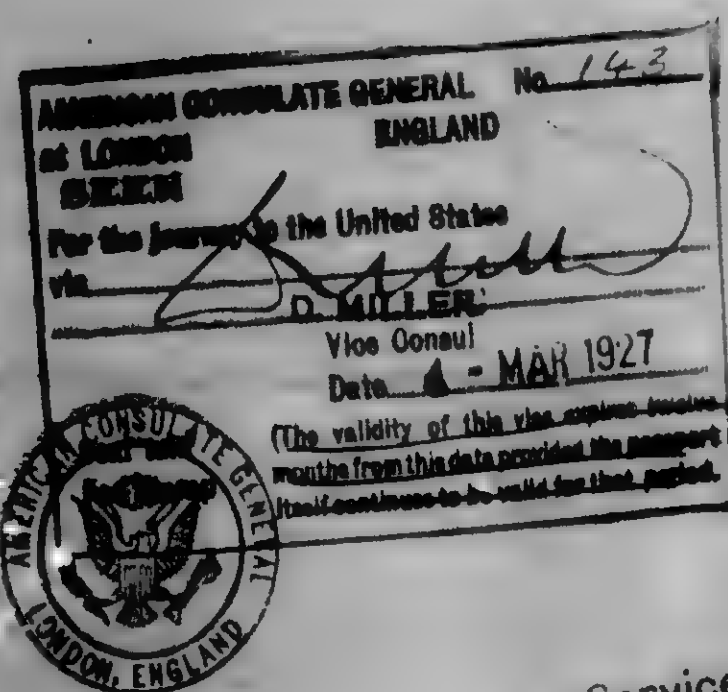 AMERICAN CONSULATE GENERAL No. 143
at LONDON ENGLAND
SEEN
For the journey to the United States
via
D. MILLER
Vice Consul
Date - MAR 1927
(The validity of this visa expires twelve
months from this date provided the passport
itself continues to be valid for that period.
AMERICAN CONSULATE GENERAL
LONDON, ENGLAND
Service